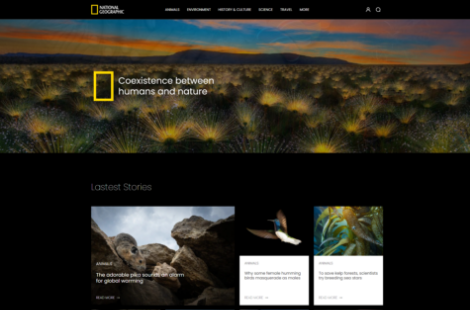 NATIONAL
GEOGRAPHIC
ANIMALS ENVIRONMENT HISTORY & CULTURE SCIENCE TRAVEL MORE
Coexistence between
humans and nature
Lastest Stories
ANIMALS
The adorable pika sounds an alarm
for global warming
READ MORE
ANIMALS
Why some female humming
birds masquerade as males
READ MORE
ANIMALS
To save kelp forests, scientists
try breeding sea stars
READ MORE